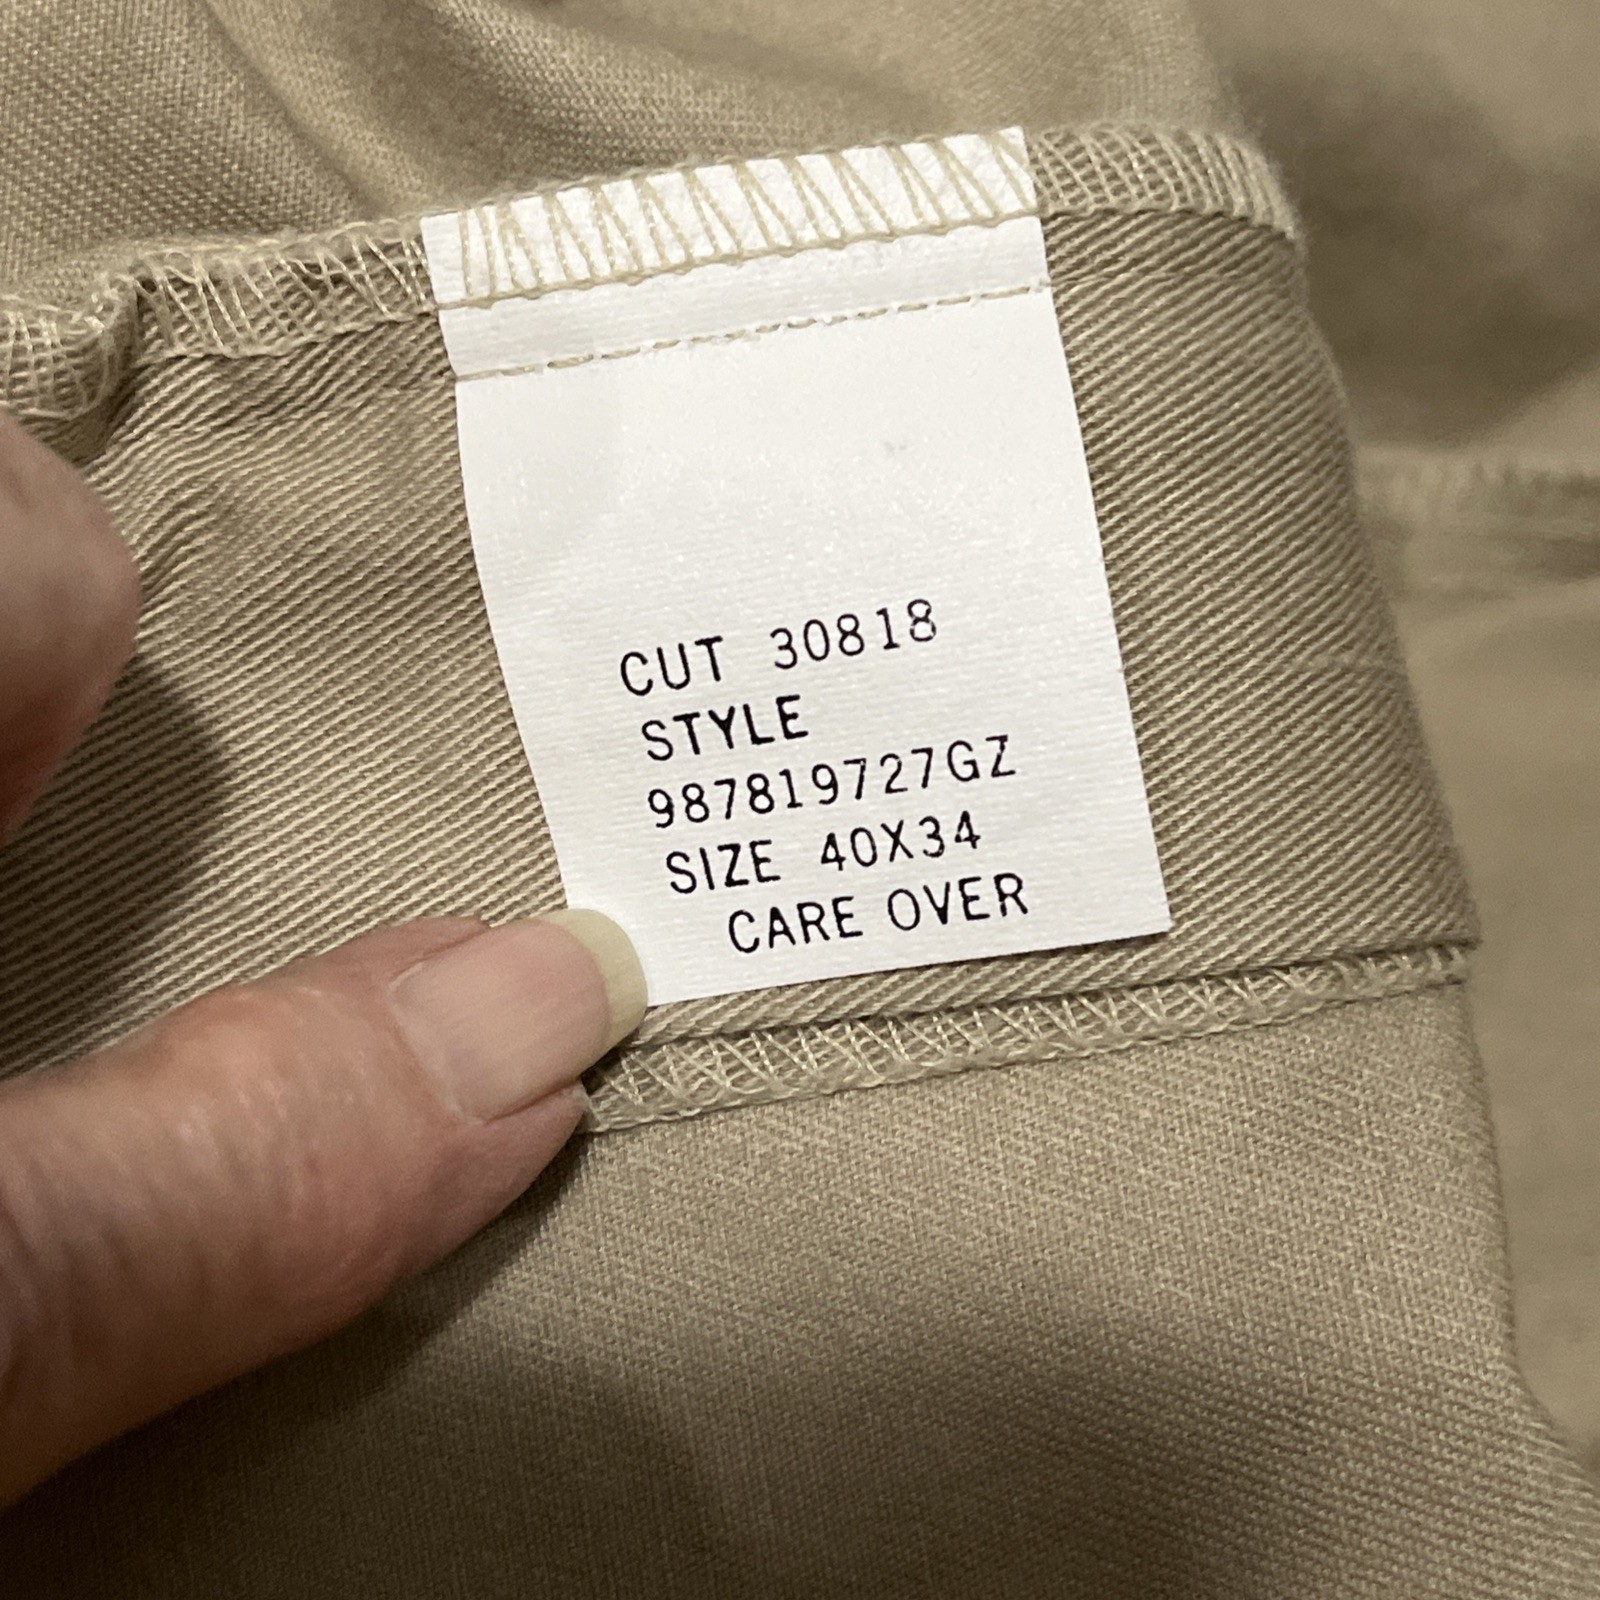 CUT 30818
STYLE
987819727GZ
SIZE 40X34
CARE OVER